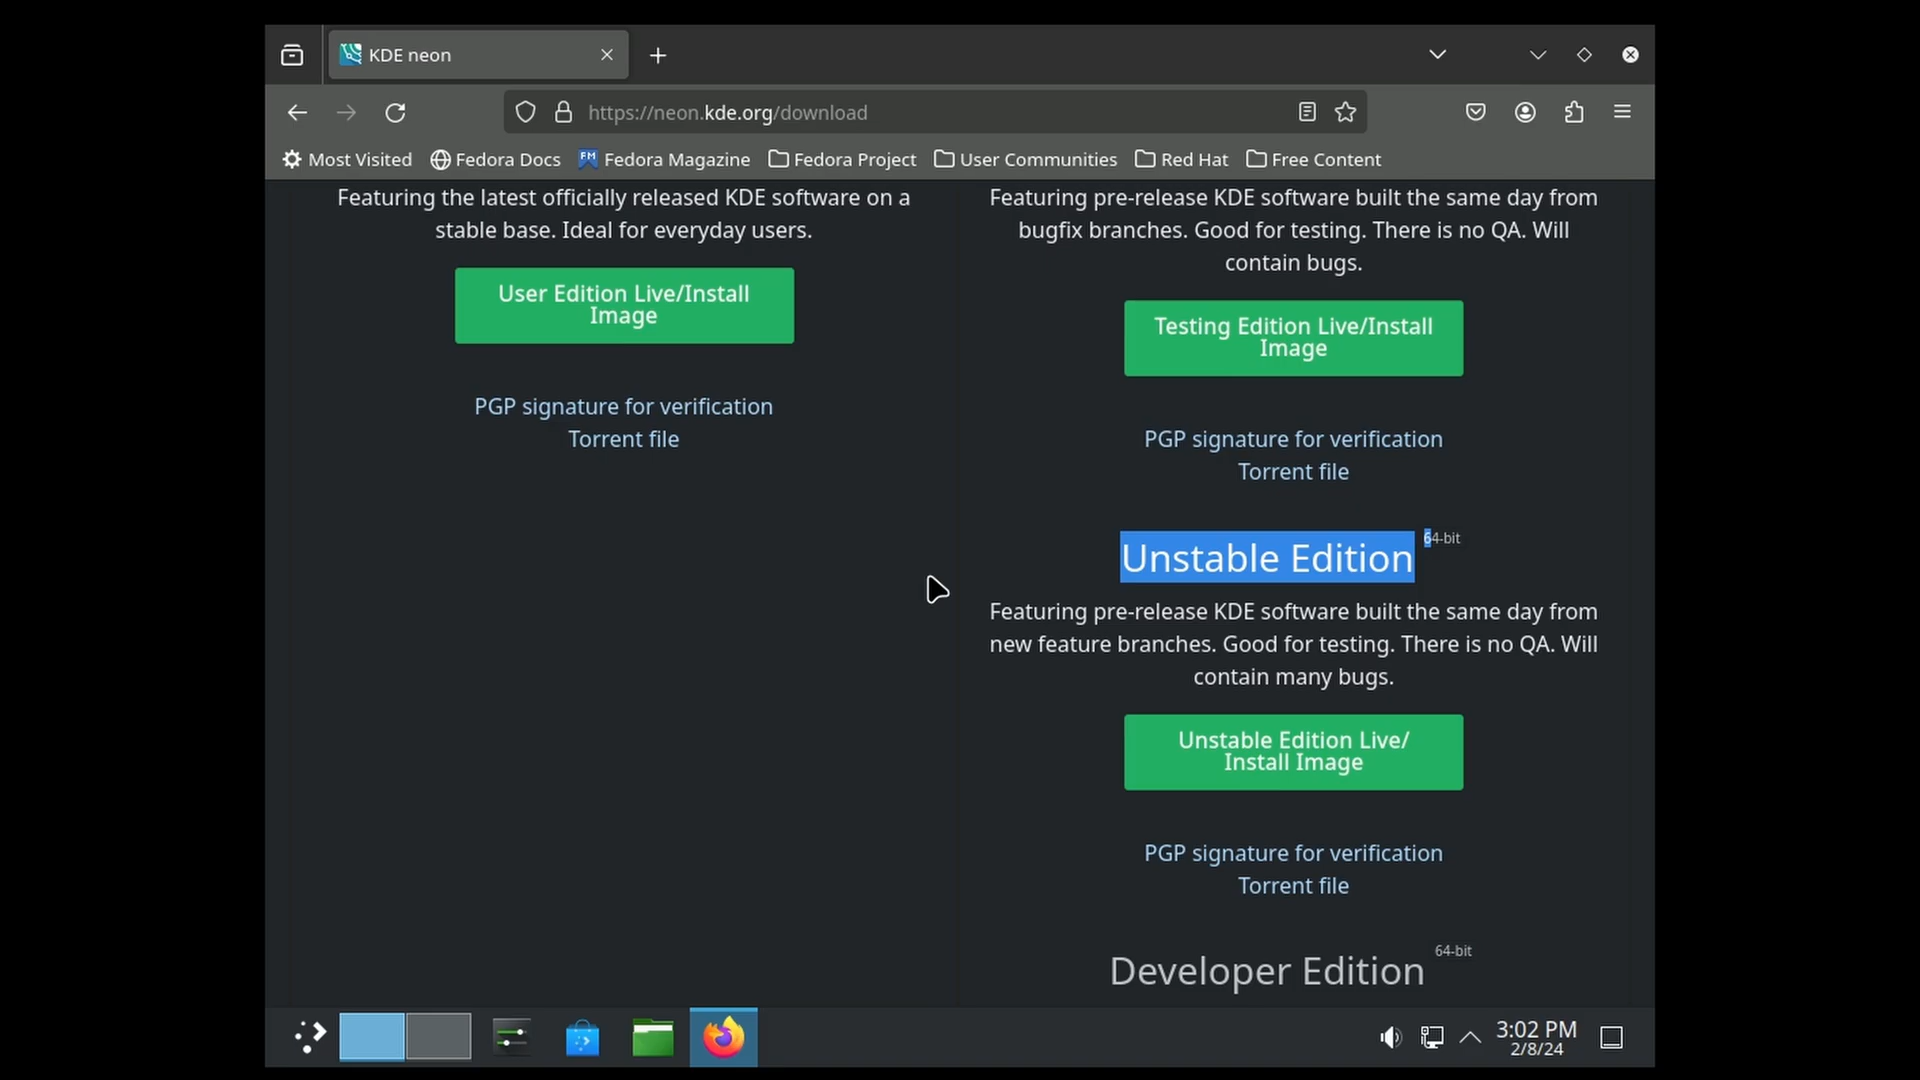 KDE neon
https://neon.kde.org/download
Most Visited
Fedora Docs
FM
Fedora Magazine
Fedora Project
User Communities
Red Hat
Free Content
Featuring the latest officially released KDE software on a
stable base. Ideal for everyday users.
User Edition Live/Install
Image
PGP signature for verification
Torrent file
Featuring pre-release KDE software built the same day from
bugfix branches. Good for testing. There is no QA. Will
contain bugs.
Testing Edition Live/Install
Image
PGP signature for verification
Torrent file
Unstable Edition 64-bit
Featuring pre-release KDE software built the same day from
new feature branches. Good for testing. There is no QA. Will
contain many bugs.
Unstable Edition Live/
Install Image
PGP signature for verification
Torrent file
Developer Edition 64-bit
3:02 PM
2/8/24